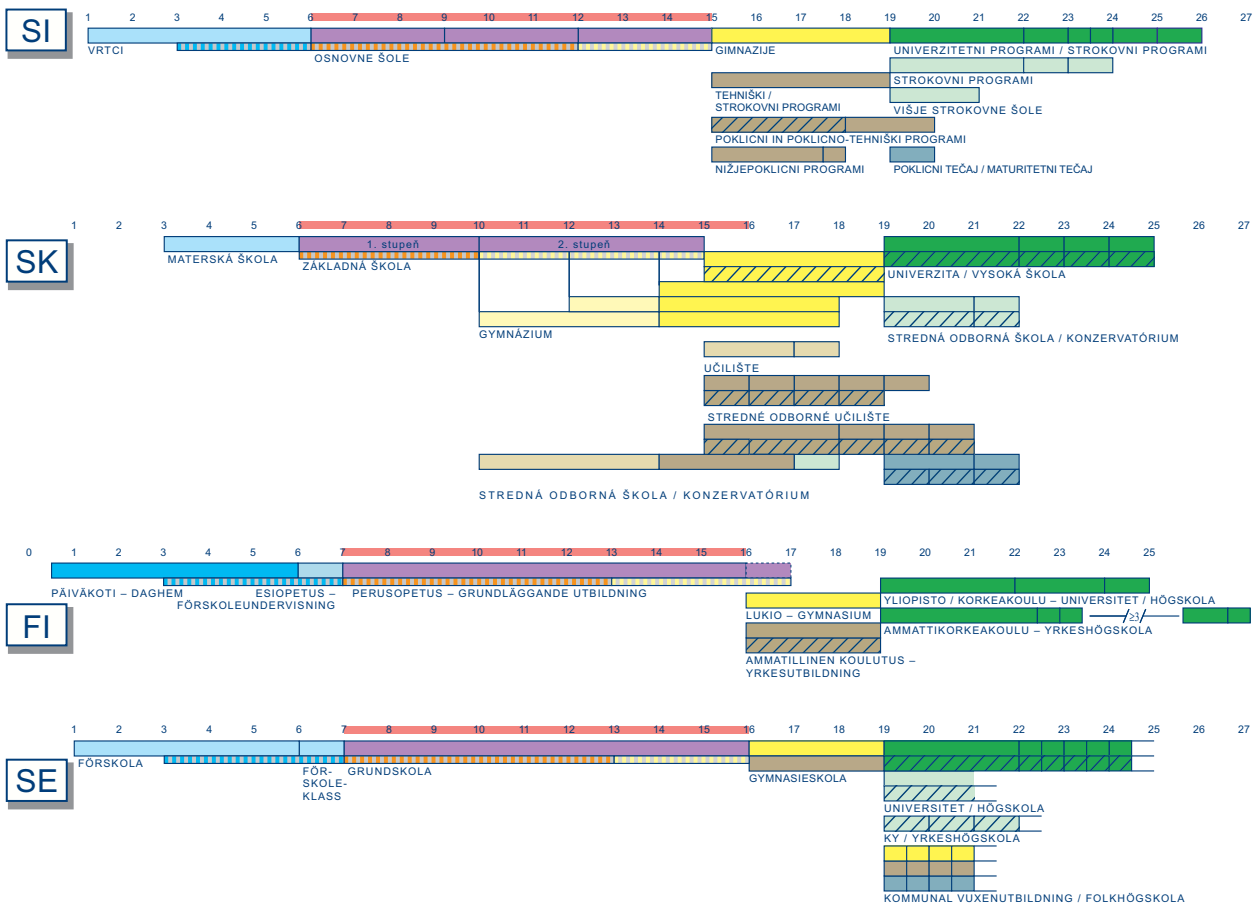 SI
1 2 3 4 5 6 7 8 9 10 11 12 13 14 15 16 17 18 19 20 21 22 23 24 25 26 27
VRTCI
OSNOVNE ŠOLE
GIMNAZIJE
UNIVERZITETNI PROGRAMI / STROKOVNI PROGRAMI
STROKOVNI PROGRAMI
TEHNIŠKI /
STROKOVNI PROGRAMI
VIŠJE STROKOVNE ŠOLE
POKLICNI IN POKLICNO-TEHNIŠKI PROGRAMI
NIŽJEPOKLICNI PROGRAMI
POKLICNI TEČAJ / MATURITETNI TEČAJ
SK
1 2 3 4 5 6 7 8 9 10 11 12 13 14 15 16 17 18 19 20 21 22 23 24 25 26 27
1. stupeň
2. stupeň
MATERSKÁ ŠKOLA
ZÁKLADNÁ ŠKOLA
UNIVERZITA / VYSOKÁ ŠKOLA
GYMNÁZIUM
STREDNÁ ODBORNÁ ŠKOLA / KONZERVATÓRIUM
UČILIŠTE
STREDNÉ ODBORNÉ UČILIŠTE
STREDNÁ ODBORNÁ ŠKOLA / KONZERVATÓRIUM
FI
0 1 2 3 4 5 6 7 8 9 10 11 12 13 14 15 16 17 18 19 20 21 22 23 24 25
PÄIVÄKOTI – DAGHEM
ESIOPETUS –
FÖRSKOLEUNDERVISNING
PERUSOPETUS – GRUNDLÄGGANDE UTBILDNING
YLIOPISTO / KORKEAKOULU – UNIVERSITET / HÖGSKOLA
LUKIO – GYMNASIUM
≥3
AMMATTIKORKEAKOULU – YRKESHÖGSKOLA
AMMATILLINEN KOULUTUS –
YRKESUTBILDNING
SE
1 2 3 4 5 6 7 8 9 10 11 12 13 14 15 16 17 18 19 20 21 22 23 24 25 26 27
FÖRSKOLA
FÖR-
SKOLE-
KLASS
GRUNDSKOLA
GYMNASIESKOLA
UNIVERSITET / HÖGSKOLA
KY / YRKESHÖGSKOLA
KOMMUNAL VUXENUTBILDNING / FOLKHÖGSKOLA